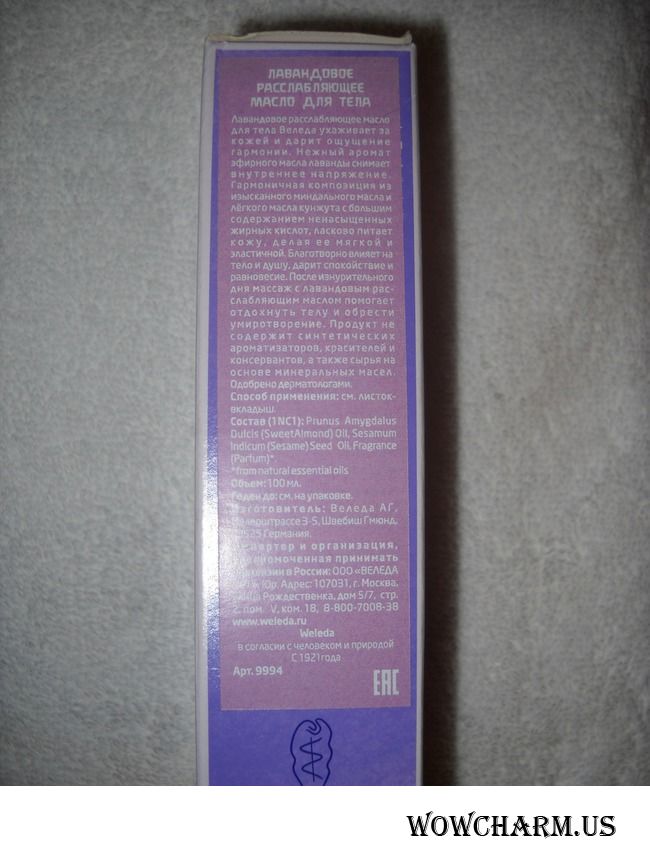 ЛАВАНДОВОЕ
РАССЛАБЛЯЮЩЕЕ
МАСЛО ДЛЯ ТЕЛА
Лавандовое расслабляющее масло
для тела Веледа ухаживает за
кожей и дарит ощущение
гармонии. Нежный аромат
эфирного масла лаванды снимает
внутреннее напряжение.
Гармоничная композиция из
изысканного миндального масла и
лёгкого масла кунжута с большим
содержанием ненасыщенных
жирных кислот, ласково питает
кожу, делая ее мягкой и
эластичной. Благотворно влияет на
тело и душу, дарит спокойствие и
равновесие. После изнурительного
дня массаж с лавандовым рас-
слабляющим маслом помогает
отдохнуть телу и обрести
умиротворение. Продукт не
содержит синтетических
ароматизаторов, красителей и
консервантов, а также сырья на
основе минеральных масел.
Одобрено дерматологами.
Способ применения: см. листок-
вкладыш.
Состав (1NC1): Prunus Amygdalus
Dulcis (SweetAlmond) Oil, Sesamum
Indicum (Sesame) Seed Oil, Fragrance
(Parfum)*.
*from natural essential oils
Объем: 100 мл.
Годен до: см. на упаковке.
Изготовитель: Веледа АГ,
3-5, Швебиш Гмюнд,
Германия.
и организация,
принимать
в России: ООО «ВЕЛЕДА
Юр. Адрес: 107031, г. Москва,
Рождественка, дом 5/7, стр.
2, пом. V, ком. 18, 8-800-7008-38
www.weleda.ru
Weleda
в согласии с человеком и природой
С 1921 года
Арт. 9994
EAC
WOWCHARM.US